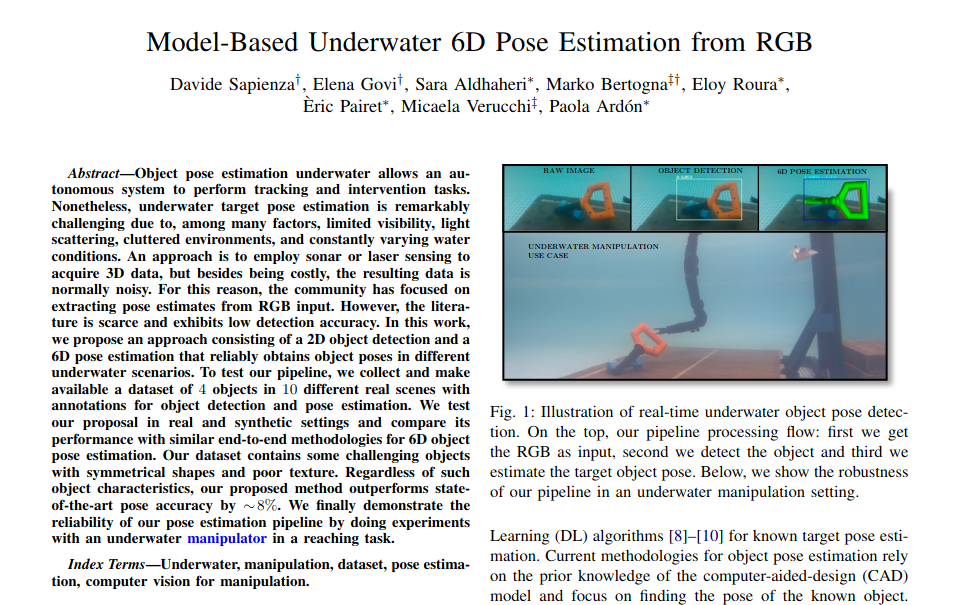 Model-Based Underwater 6D Pose Estimation from RGB
Davide Sapienza†, Elena Govi†, Sara Aldhaheri∗, Marko Bertogna‡†, Eloy Roura∗,
Èric Pairet∗, Micaela Verucchi‡, Paola Ardón∗
Abstract—Object pose estimation underwater allows an au-
tonomous system to perform tracking and intervention tasks.
Nonetheless, underwater target pose estimation is remarkably
challenging due to, among many factors, limited visibility, light
scattering, cluttered environments, and constantly varying water
conditions. An approach is to employ sonar or laser sensing to
acquire 3D data, but besides being costly, the resulting data is
normally noisy. For this reason, the community has focused on
extracting pose estimates from RGB input. However, the litera-
ture is scarce and exhibits low detection accuracy. In this work,
we propose an approach consisting of a 2D object detection and a
6D pose estimation that reliably obtains object poses in different
underwater scenarios. To test our pipeline, we collect and make
available a dataset of 4 objects in 10 different real scenes with
annotations for object detection and pose estimation. We test
our proposal in real and synthetic settings and compare its
performance with similar end-to-end methodologies for 6D object
pose estimation. Our dataset contains some challenging objects
with symmetrical shapes and poor texture. Regardless of such
object characteristics, our proposed method outperforms state-
of-the-art pose accuracy by ∼8%. We finally demonstrate the
reliability of our pose estimation pipeline by doing experiments
with an underwater manipulator in a reaching task.
Index Terms—Underwater, manipulation, dataset, pose estima-
tion, computer vision for manipulation.
RAW IMAGE
OBJECT DETECTION
6D POSE ESTIMATION
UNDERWATER MANIPULATION
USE CASE
Fig. 1: Illustration of real-time underwater object pose detec-
tion. On the top, our pipeline processing flow: first we get
the RGB as input, second we detect the object and third we
estimate the target object pose. Below, we show the robustness
of our pipeline in an underwater manipulation setting.
Learning (DL) algorithms [8]–[10] for known target pose esti-
mation. Current methodologies for object pose estimation rely
on the prior knowledge of the computer-aided-design (CAD)
model and focus on finding the pose of the known object.